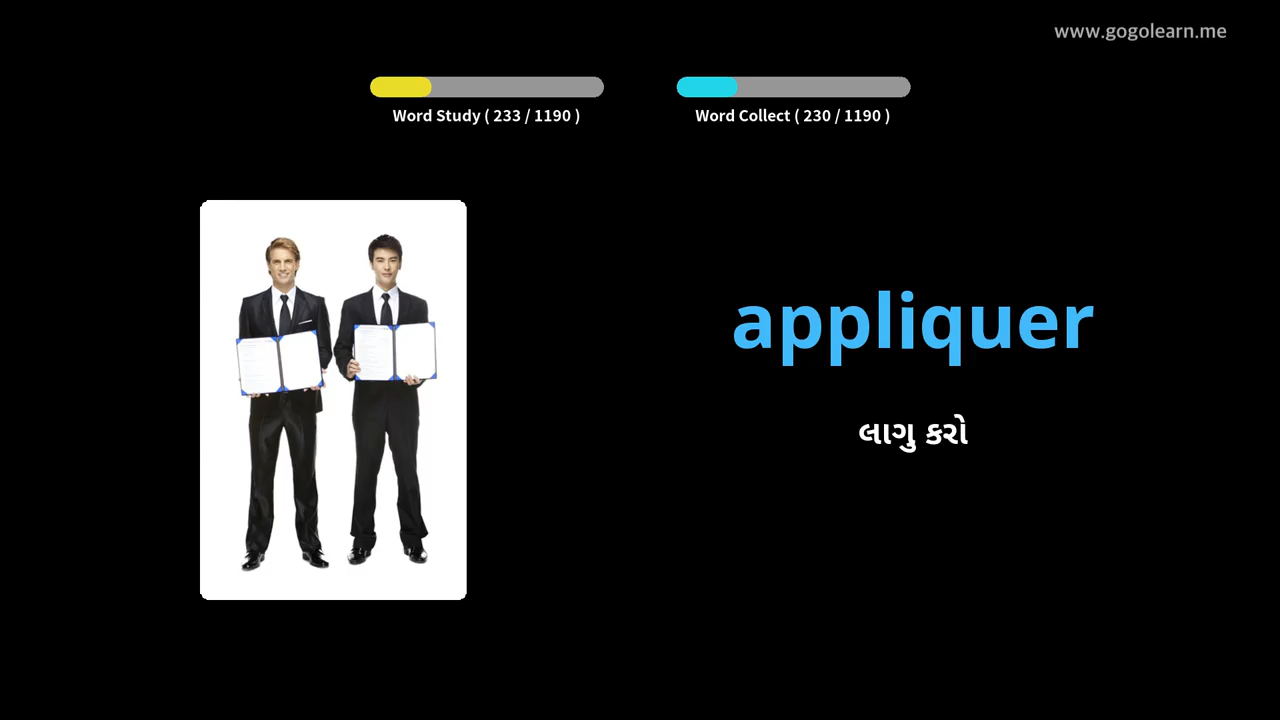 www.gogolearn.me
Word Study ( 233 / 1190 )
Word Collect ( 230 / 1190 )
appliquer
લાગુ કરો